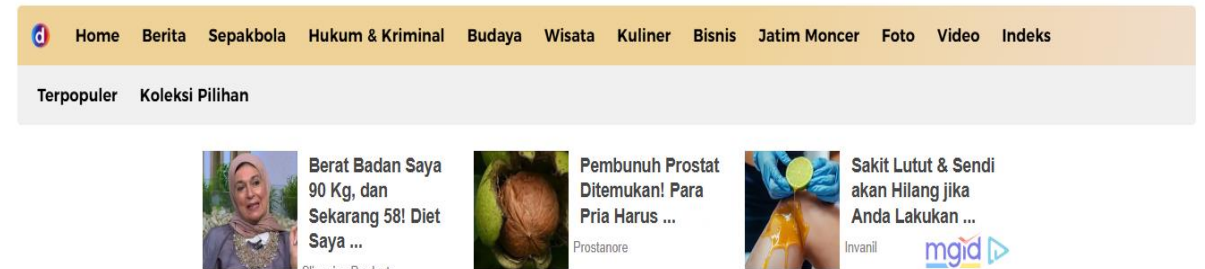 d Home Berita Sepakbola Hukum & Kriminal Budaya Wisata Kuliner Bisnis Jatim Moncer Foto Video Indeks
Terpopuler Koleksi Pilihan
Berat Badan Saya
90 Kg, dan
Sekarang 58! Diet
Saya ...
Pembunuh Prostat
Ditemukan! Para
Pria Harus ...
Prostanore
Sakit Lutut & Sendi
akan Hilang jika
Anda Lakukan ...
Invanil
mgid